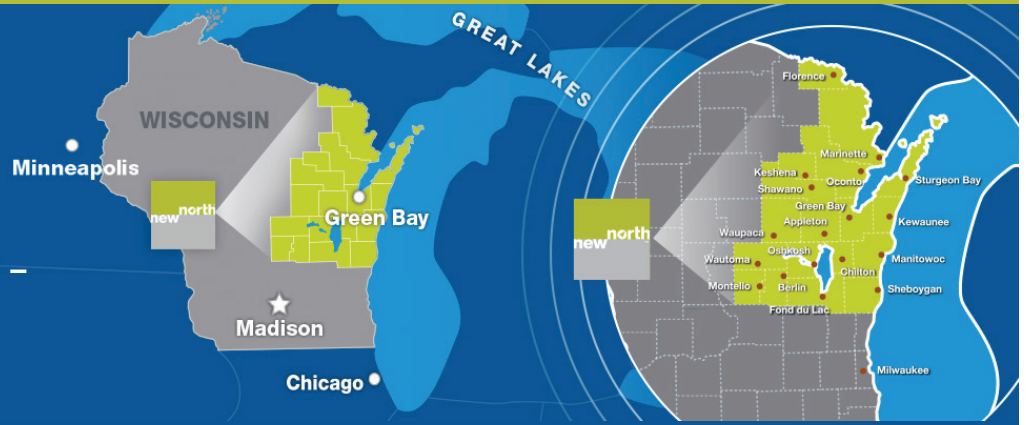 GREAT LAKES
WISCONSIN
Minneapolis
new north
Green Bay
Madison
Chicago
Florence
Marinette
Keshena
Oconto
Shawano
Sturgeon Bay
Green Bay
Appleton
Kewaunee
Waupaca
new north
Oshkosh
Wautoma
Manitowoc
Chilton
Montello
Berlin
Sheboygan
Fond du Lac
Milwaukee